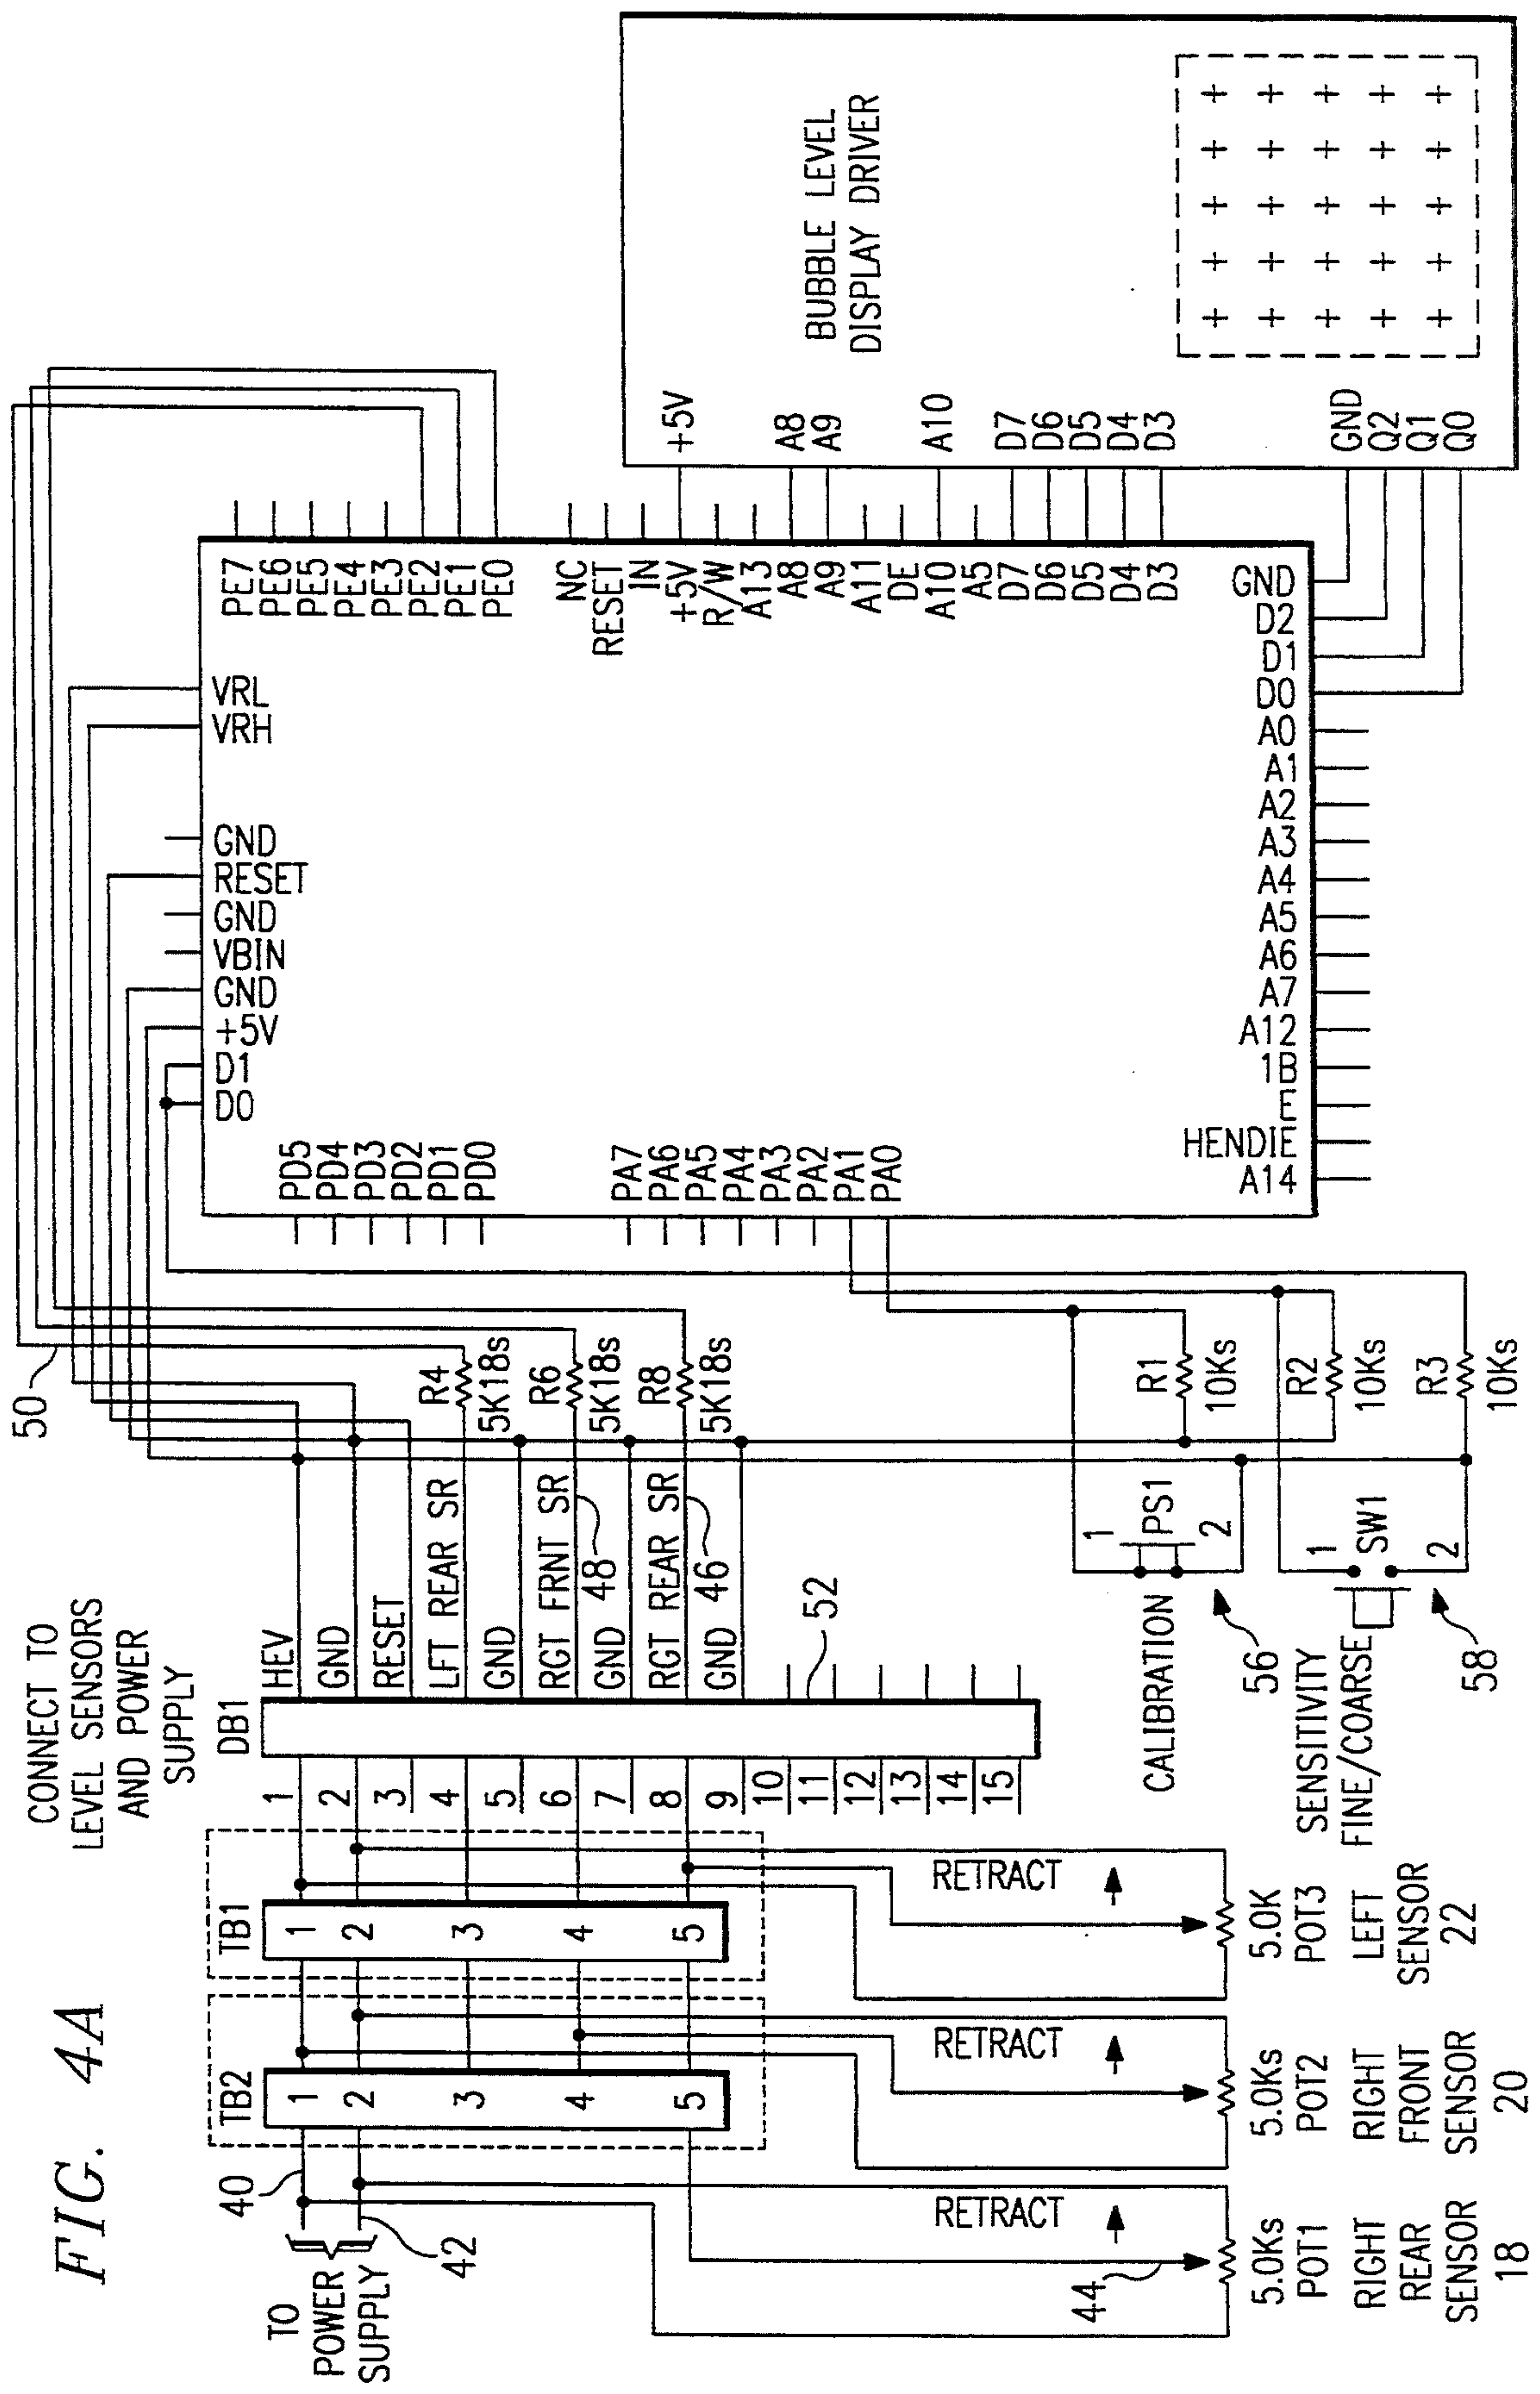 FIG. 4A
TO
POWER
SUPPLY
40
42
TB2
1
2
3
4
5
TB1
1
2
3
4
5
CONNECT TO
LEVEL SENSORS
AND POWER
SUPPLY
DB1
1
2
3
4
5
6
7
8
9
10
11
12
13
14
15
HEV
GND
RESET
LFT REAR SR
GND
RGT FRNT SR
GND
RGT REAR SR
GND
48
46
52
50
R4
5K18s
R6
5K18s
R8
5K18s
44
RETRACT
5.0Ks
POT1
RIGHT
REAR
SENSOR
18
RETRACT
5.0Ks
POT2
RIGHT
FRONT
SENSOR
20
RETRACT
5.0K
POT3
LEFT
SENSOR
22
CALIBRATION
1
PS1
2
56
SENSITIVITY
FINE/COARSE
1
SW1
2
58
R1
10Ks
R2
10Ks
R3
10Ks
VRL
VRH
GND
RESET
GND
VBIN
GND
+5V
D1
D0
PD5
PD4
PD3
PD2
PD1
PD0
PA7
PA6
PA5
PA4
PA3
PA2
PA1
PA0
PE7
PE6
PE5
PE4
PE3
PE2
PE1
PE0
NC
RESET
IN
+5V
R/W
A13
A8
A9
A11
DE
A10
A5
D7
D6
D5
D4
D3
GND
D2
D1
D0
A0
A1
A2
A3
A4
A5
A6
A7
A12
1B
E
HENDIE
A14
BUBBLE LEVEL
DISPLAY DRIVER
+5V
A8
A9
A10
D7
D6
D5
D4
D3
GND
Q2
Q1
Q0